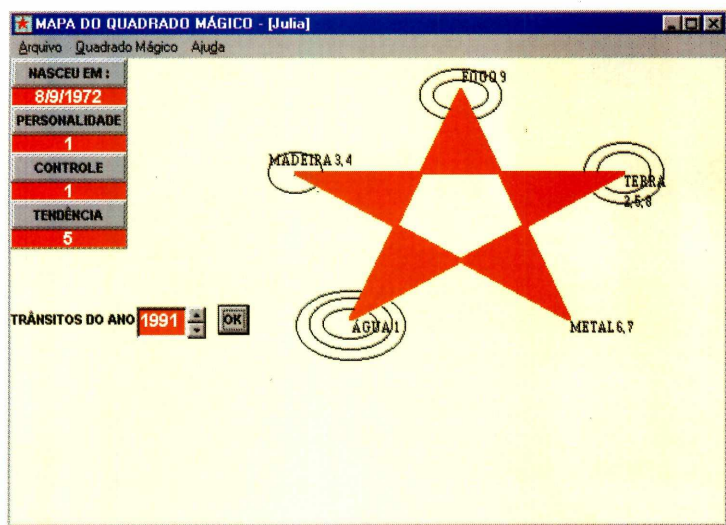 MAPA DO QUADRADO MÁGICO - [Julia]
Arquivo Quadrado Mágico Ajuda
NASCEU EM :
8/9/1972
PERSONALIDADE
1
CONTROLE
1
TENDÊNCIA
5
FOGO 9
MADEIRA 3, 4
TERRA
2, 5, 8
TRÂNSITOS DO ANO 1991 OK
ÁGUA 1
METAL 6, 7